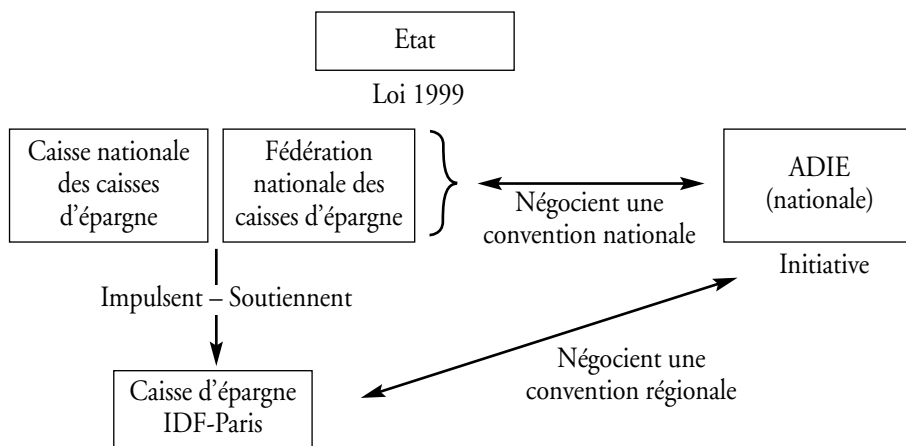 Etat
Loi 1999
Caisse nationale
des caisses
d’épargne
Fédération
nationale des
caisses d’épargne
ADIE
(nationale)
Négocient une
convention nationale
Initiative
Impulsent – Soutiennent
Négocient une
convention régionale
Caisse d’épargne
IDF-Paris